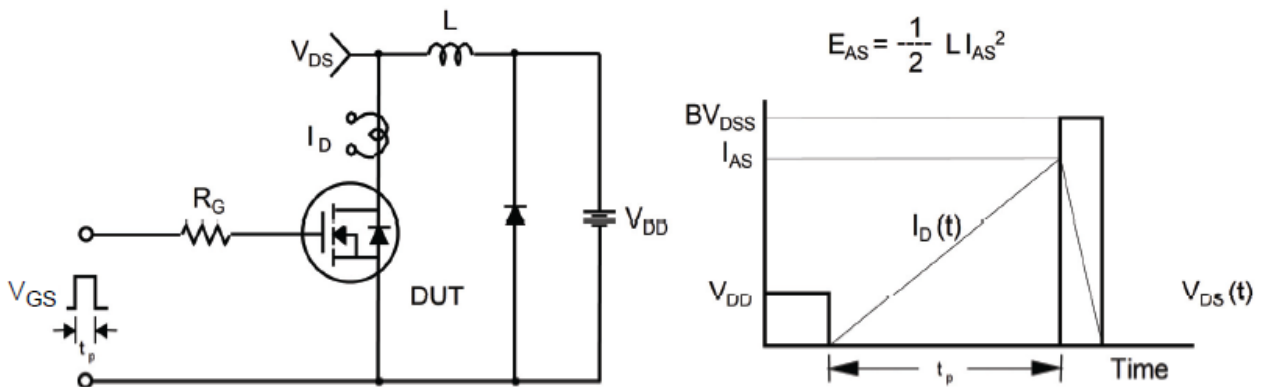 L
V_DS
I_D
R_G
V_DD
V_GS
t_p
DUT
E_AS = 1/2 L I_AS^2
BV_DSS
I_AS
I_D (t)
V_DD
V_DS (t)
t_p
Time